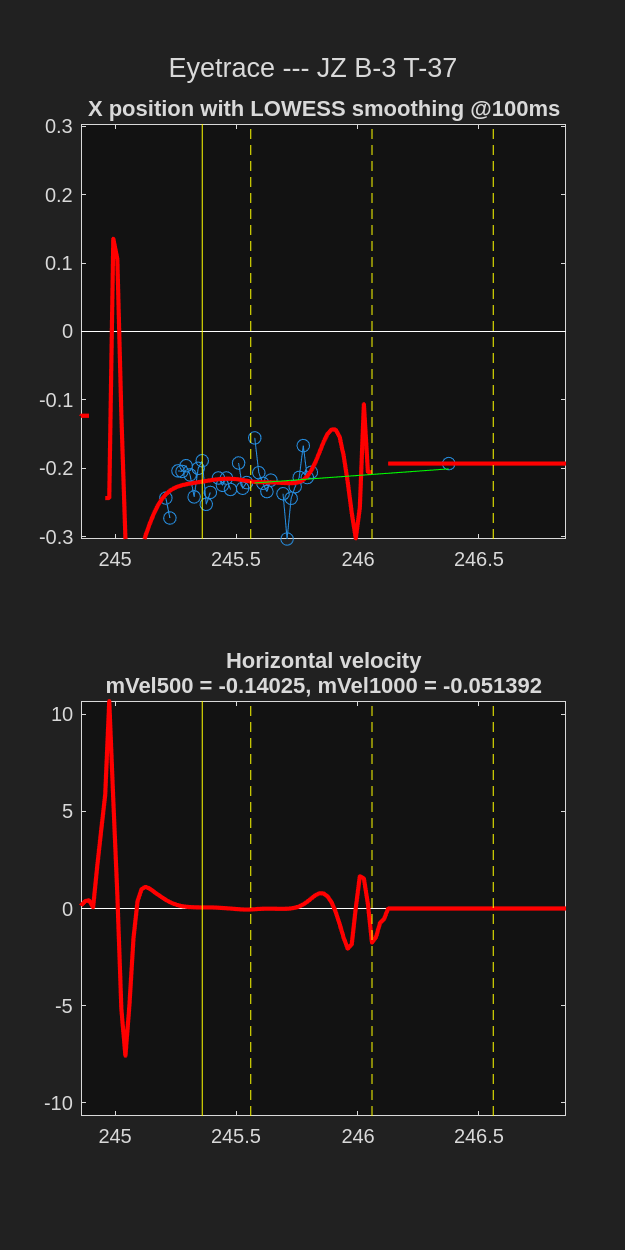 Eyetrace --- JZ B-3 T-37
X position with LOWESS smoothing @100ms
0.3
0.2
0.1
0
-0.1
-0.2
-0.3
245 245.5 246 246.5
Horizontal velocity
mVel500 = -0.14025, mVel1000 = -0.051392
10
5
0
-5
-10
245 245.5 246 246.5